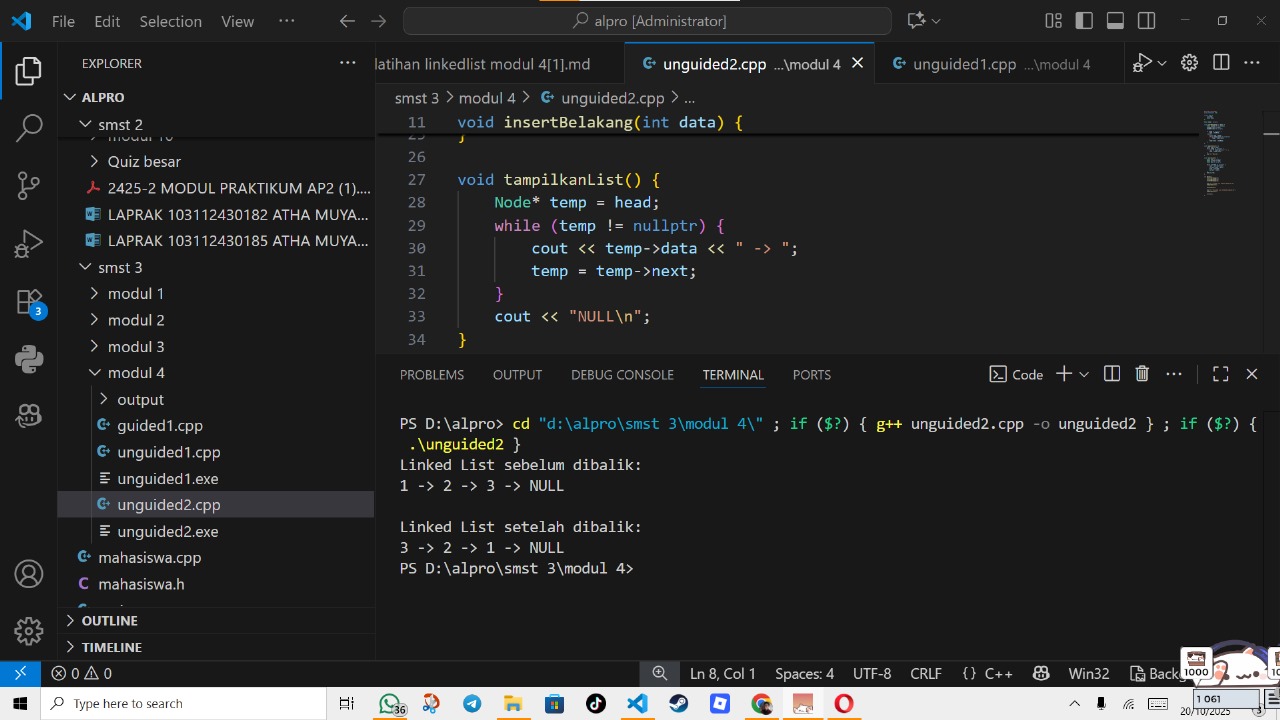 File Edit Selection View ...
alpro [Administrator]
EXPLORER
ALPRO
smst 2
Quiz besar
2425-2 MODUL PRAKTIKUM AP2 (1)....
LAPRAK 103112430182 ATHA MUYA...
LAPRAK 103112430185 ATHA MUYA...
smst 3
modul 1
modul 2
modul 3
modul 4
output
guided1.cpp
unguided1.cpp
unguided1.exe
unguided2.cpp
unguided2.exe
mahasiswa.cpp
mahasiswa.h
OUTLINE
TIMELINE
latihan linkedlist modul 4[1].md
unguided2.cpp ...\modul 4
unguided1.cpp ...\modul 4
smst 3 > modul 4 > unguided2.cpp > ...
11 void insertBelakang(int data) {
25 }
26
27 void tampilkanList() {
28 Node* temp = head;
29 while (temp != nullptr) {
30 cout << temp->data << " -> ";
31 temp = temp->next;
32 }
33 cout << "NULL\n";
34 }
PROBLEMS OUTPUT DEBUG CONSOLE TERMINAL PORTS
Code
PS D:\alpro> cd "d:\alpro\smst 3\modul 4\" ; if ($?) { g++ unguided2.cpp -o unguided2 } ; if ($?) {
.\unguided2 }
Linked List sebelum dibalik:
1 -> 2 -> 3 -> NULL
Linked List setelah dibalik:
3 -> 2 -> 1 -> NULL
PS D:\alpro\smst 3\modul 4>
3
0 0
Ln 8, Col 1 Spaces: 4 UTF-8 CRLF {} C++ Win32 Back
1000
1 061
Type here to search
36
20/10/2025
3